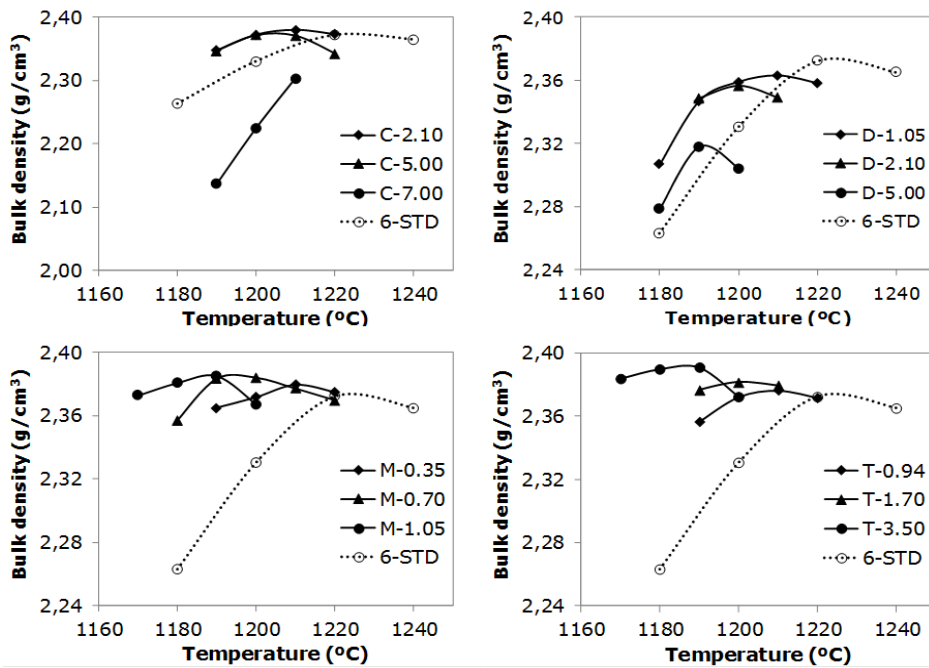 Bulk density (g/cm³)
2,40
2,30
2,20
2,10
2,00
C-2.10
C-5.00
C-7.00
6-STD
1160 1180 1200 1220 1240
Temperature (ºC)
Bulk density (g/cm³)
2,40
2,36
2,32
2,28
2,24
D-1.05
D-2.10
D-5.00
6-STD
1160 1180 1200 1220 1240
Temperature (ºC)
Bulk density (g/cm³)
2,40
2,36
2,32
2,28
2,24
M-0.35
M-0.70
M-1.05
6-STD
1160 1180 1200 1220 1240
Temperature (ºC)
Bulk density (g/cm³)
2,40
2,36
2,32
2,28
2,24
T-0.94
T-1.70
T-3.50
6-STD
1160 1180 1200 1220 1240
Temperature (ºC)